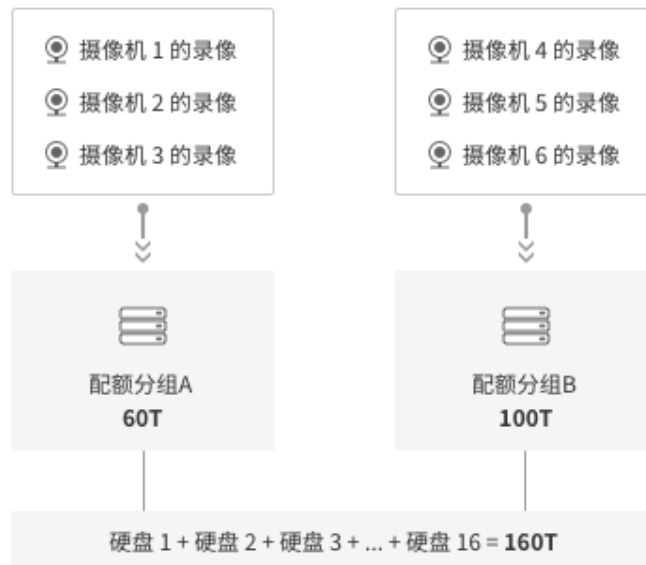 摄像机 1 的录像
摄像机 2 的录像
摄像机 3 的录像
摄像机 4 的录像
摄像机 5 的录像
摄像机 6 的录像
配额分组A
60T
配额分组B
100T
硬盘 1 + 硬盘 2 + 硬盘 3 + ... + 硬盘 16 = 160T